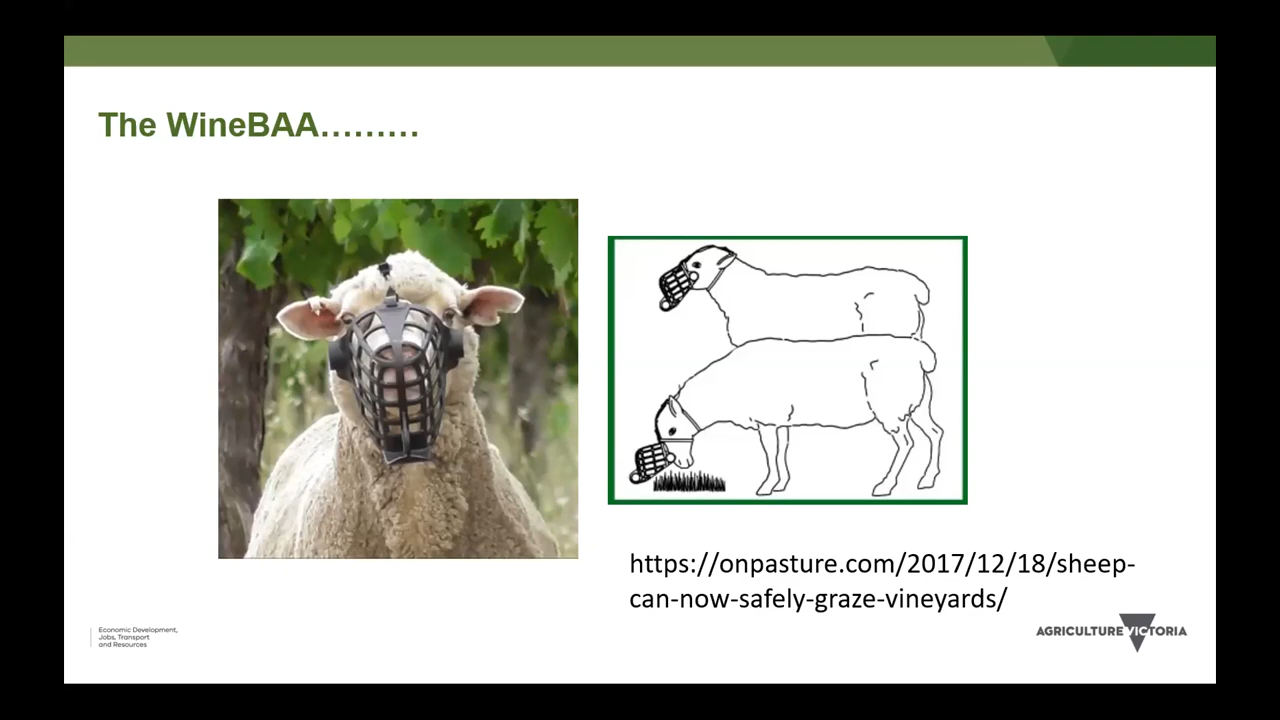 The WineBAA.........
https://onpasture.com/2017/12/18/sheep-
can-now-safely-graze-vineyards/
Economic Development,
Jobs, Transport
and Resources
AGRICULTURE VICTORIA